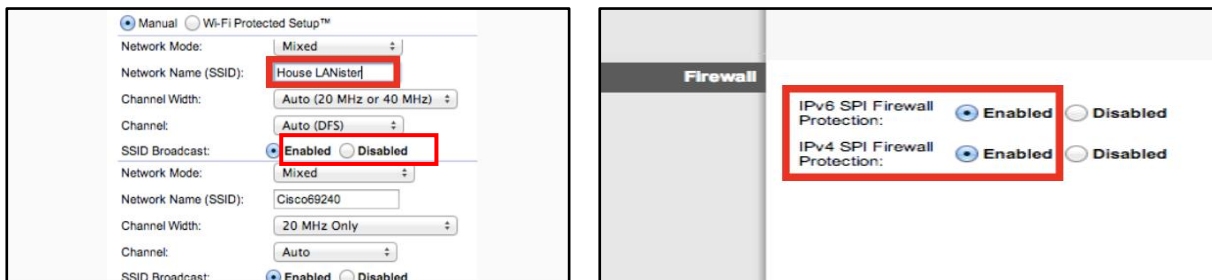 Manual Wi-Fi Protected Setup™
Network Mode: Mixed
Network Name (SSID): House LANister
Channel Width: Auto (20 MHz or 40 MHz)
Channel: Auto (DFS)
SSID Broadcast: Enabled Disabled
Network Mode: Mixed
Network Name (SSID): Cisco69240
Channel Width: 20 MHz Only
Channel: Auto
SSID Broadcast: Enabled Disabled
Firewall
IPv6 SPI Firewall
Protection: Enabled Disabled
IPv4 SPI Firewall
Protection: Enabled Disabled